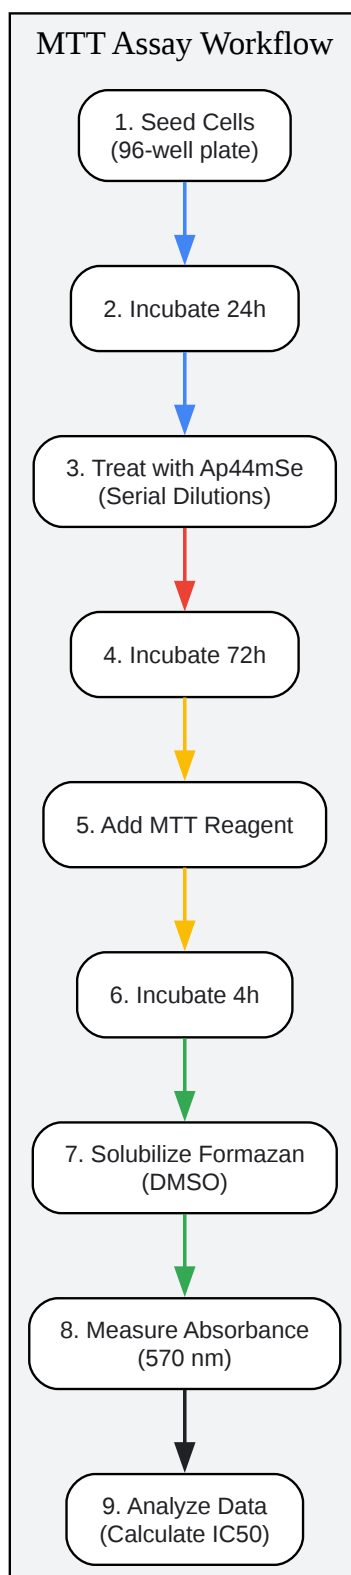 MTT Assay Workflow
1. Seed Cells
(96-well plate)
2. Incubate 24h
3. Treat with Ap44mSe
(Serial Dilutions)
4. Incubate 72h
5. Add MTT Reagent
6. Incubate 4h
7. Solubilize Formazan
(DMSO)
8. Measure Absorbance
(570 nm)
9. Analyze Data
(Calculate IC50)